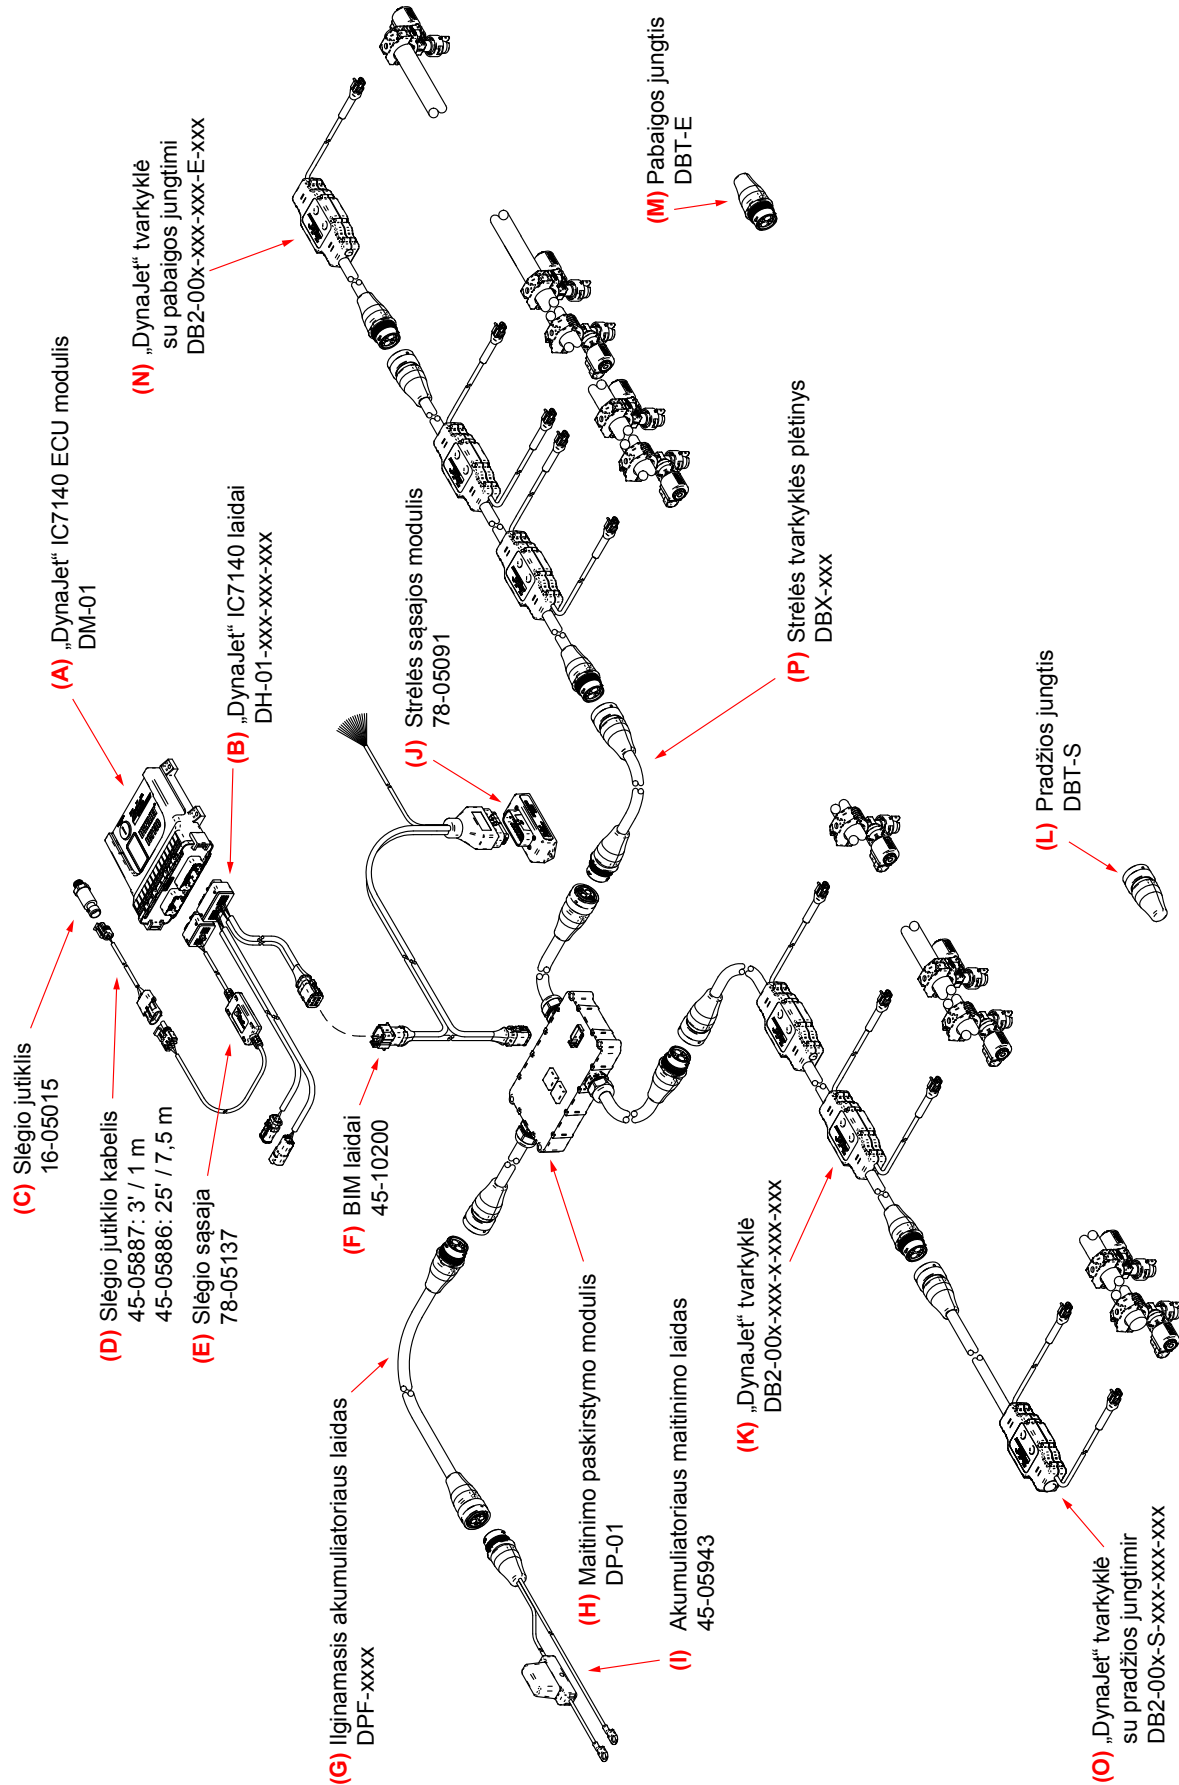 (A) „DynaJet“ IC7140 ECU modulis
DM-01
(B) „DynaJet“ IC7140 laidai
DH-01-xxx-xxx-xxx
(C) Slėgio jutiklis
16-05015
(D) Slėgio jutiklio kabelis
45-05887: 3' / 1 m
45-05886: 25' / 7,5 m
(E) Slėgio sąsaja
78-05137
(F) BIM laidai
45-10200
(G) Ilginamasis akumuliatoriaus laidas
DPF-xxxx
(H) Maitinimo paskirstymo modulis
DP-01
(I) Akumuliatoriaus maitinimo laidas
45-05943
(J) Strėlės sąsajos modulis
78-05091
(K) „DynaJet“ tvarkyklė
DB2-00x-xxx-x-xxx-xxx
(L) Pradžios jungtis
DBT-S
(M) Pabaigos jungtis
DBT-E
(N) „DynaJet“ tvarkyklė
su pabaigos jungtimi
DB2-00x-xxx-xxx-E-xxx
(O) „DynaJet“ tvarkyklė
su pradžios jungtimir
DB2-00x-S-xxx-xxx-xxx
(P) Strėlės tvarkyklės plėtinys
DBX-xxx